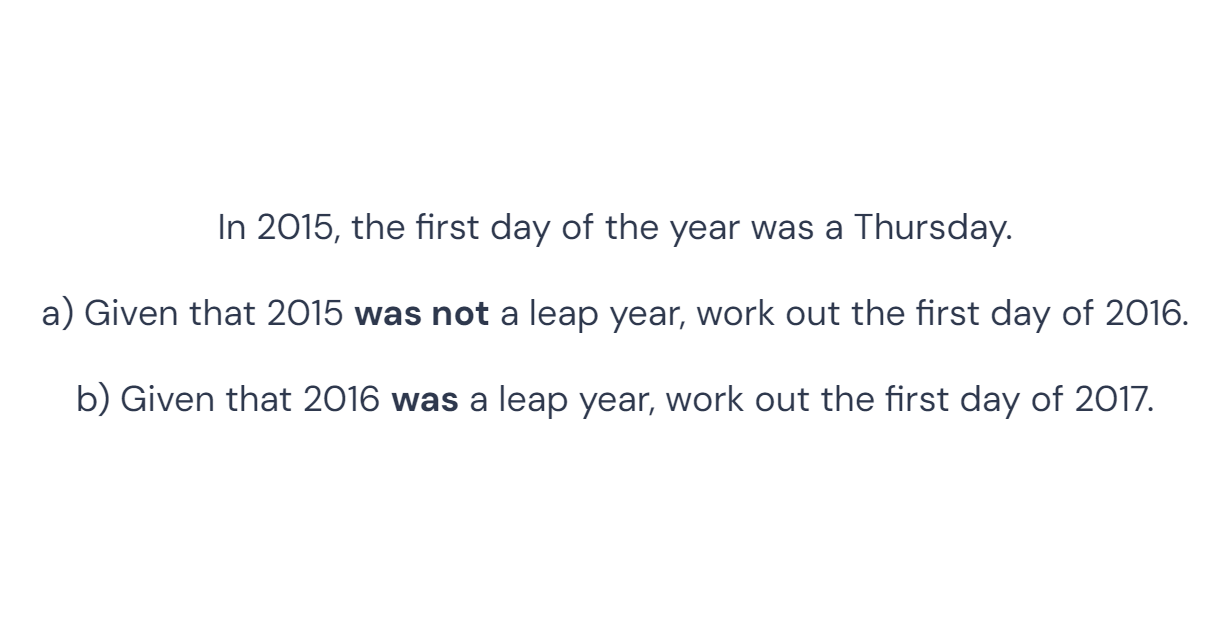 In 2015, the first day of the year was a Thursday.
a) Given that 2015 was not a leap year, work out the first day of 2016.
b) Given that 2016 was a leap year, work out the first day of 2017.